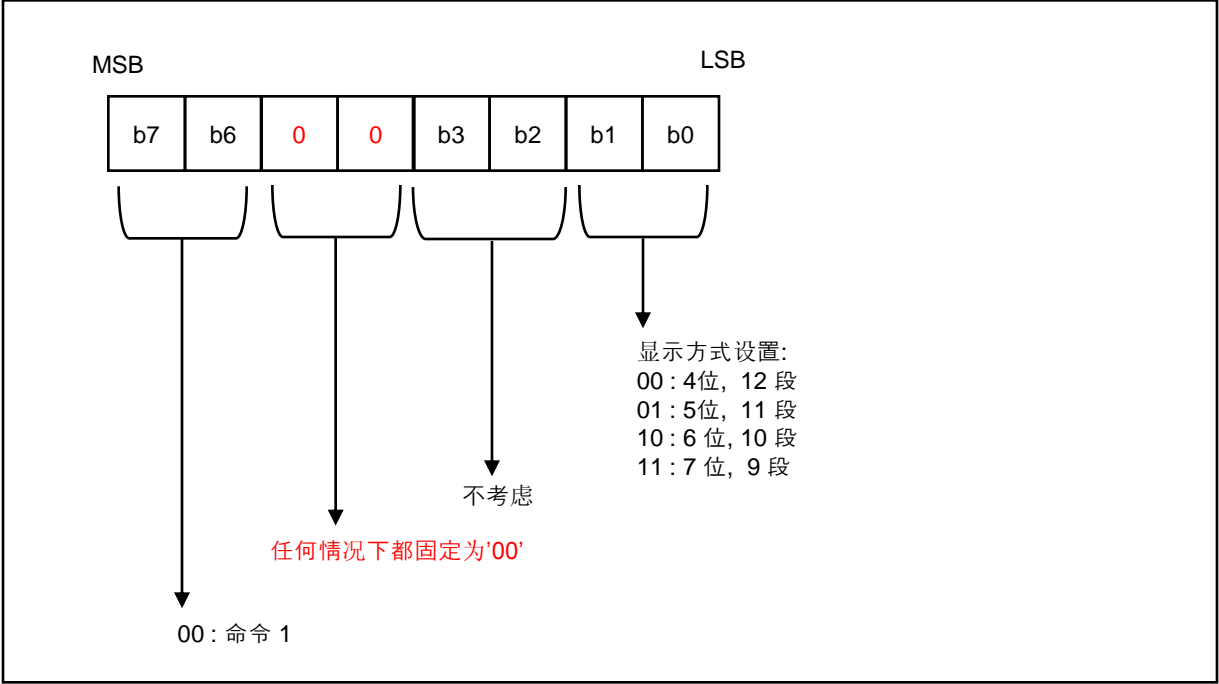 MSB
LSB
b7 b6 0 0 b3 b2 b1 b0
显示方式设置:
00 : 4位, 12 段
01 : 5位, 11 段
10 : 6 位, 10 段
11 : 7 位, 9 段
不考虑
任何情况下都固定为'00'
00 : 命令 1